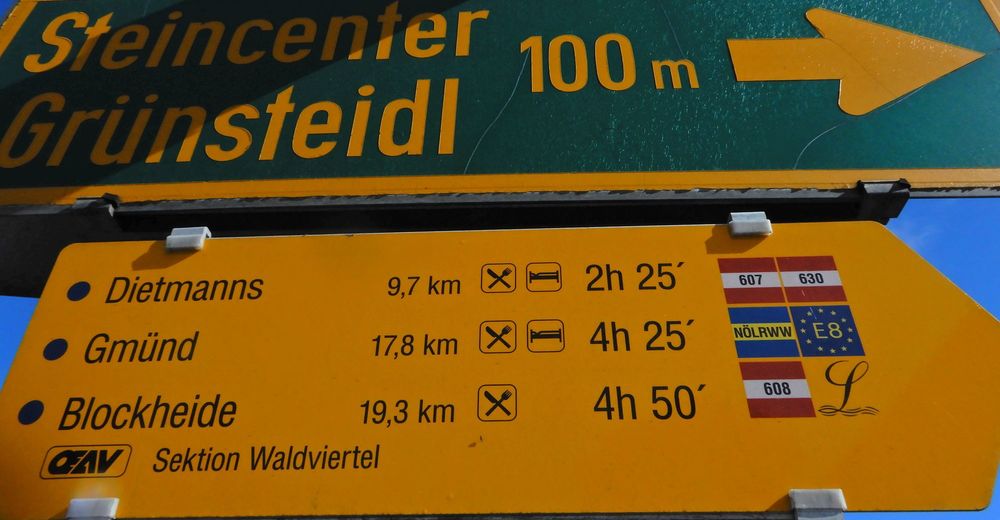 Steincenter
Grünsteidl 100 m
Dietmanns 9,7 km 2h 25´ 607 630
Gmünd 17,8 km 4h 25´ NÖLRWW E8
Blockheide 19,3 km 4h 50´ 608 L
OEAV Sektion Waldviertel